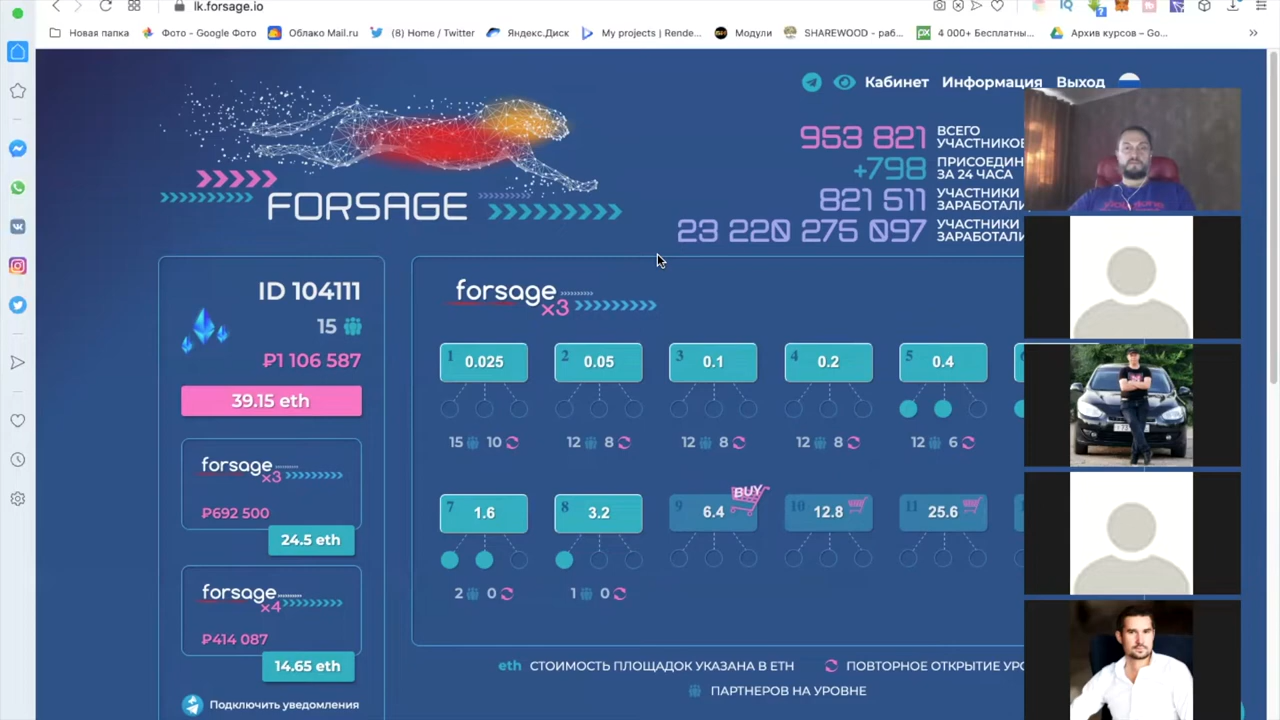 lk.forsage.io
Новая папка
Фото - Google Фото
Облако Mail.ru
(8) Home / Twitter
Яндекс.Диск
My projects | Rende...
Модули
SHAREWOOD - раб...
4 000+ Бесплатны...
Архив курсов – Go...
Кабинет
Информация
Выход
953 821 ВСЕГО
УЧАСТНИКОВ
+798 ПРИСОЕДИН
ЗА 24 ЧАСА
821 511 УЧАСТНИКИ
ЗАРАБОТАЛИ
23 220 275 097 УЧАСТНИКИ
ЗАРАБОТАЛИ
FORSAGE
ID 104111
15
₽1 106 587
39.15 eth
forsage
x3
₽692 500
24.5 eth
forsage
x4
₽414 087
14.65 eth
Подключить уведомления
forsage
x3
1 0.025
2 0.05
3 0.1
4 0.2
5 0.4
15 10
12 8
12 8
12 8
12 6
7 1.6
8 3.2
9 6.4 BUY
10 12.8
11 25.6
2 0
1 0
eth СТОИМОСТЬ ПЛОЩАДОК УКАЗАНА В ETH
ПОВТОРНОЕ ОТКРЫТИЕ УРО
ПАРТНЕРОВ НА УРОВНЕ